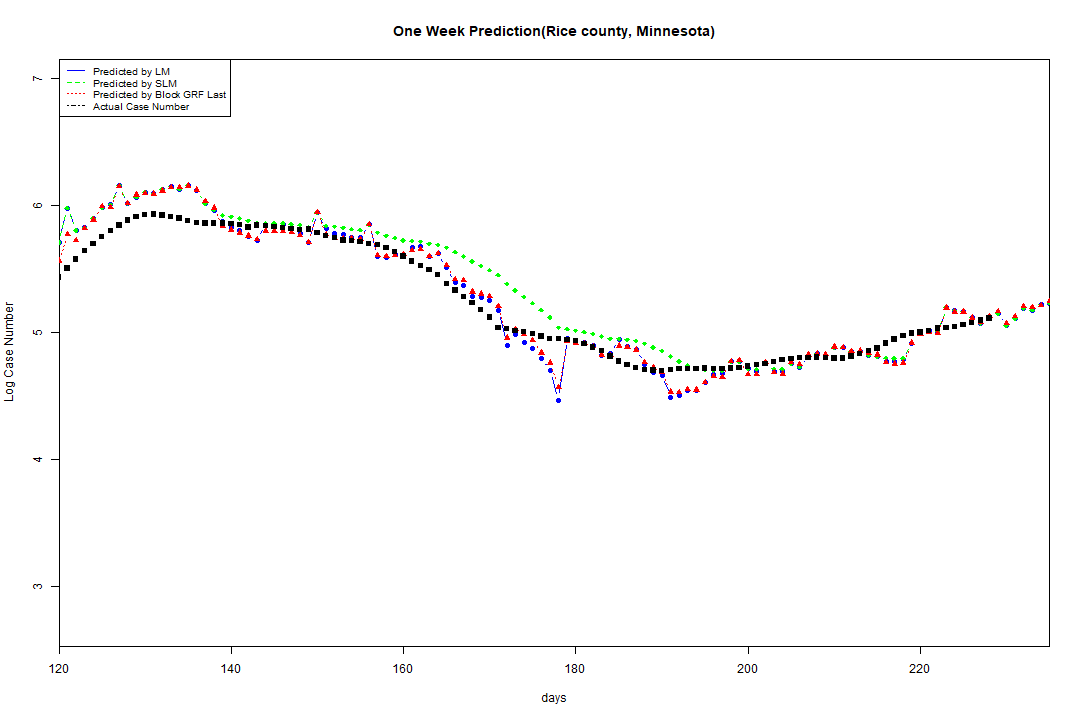 One Week Prediction(Rice county, Minnesota)
Predicted by LM
Predicted by SLM
Predicted by Block GRF Last
Actual Case Number
7
6
5
4
3
Log Case Number
120 140 160 180 200 220
days